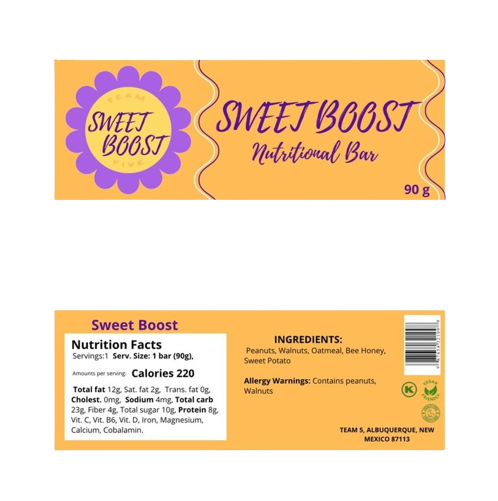 TEAM
SWEET
BOOST
FIVE
SWEET BOOST
Nutritional Bar
90 g
Sweet Boost
Nutrition Facts
Servings:1 Serv. Size: 1 bar (90g),
Amounts per serving: Calories 220
Total fat 12g, Sat. fat 2g, Trans. fat 0g,
Cholest. 0mg, Sodium 4mg, Total carb
23g, Fiber 4g, Total sugar 10g, Protein 8g,
Vit. C, Vit. B6, Vit. D, Iron, Magnesium,
Calcium, Cobalamin.
INGREDIENTS:
Peanuts, Walnuts, Oatmeal, Bee Honey,
Sweet Potato
Allergy Warnings: Contains peanuts,
Walnuts
K
VEGAN
FRIENDLY
TEAM 5, ALBUQUERQUE, NEW
MEXICO 87113